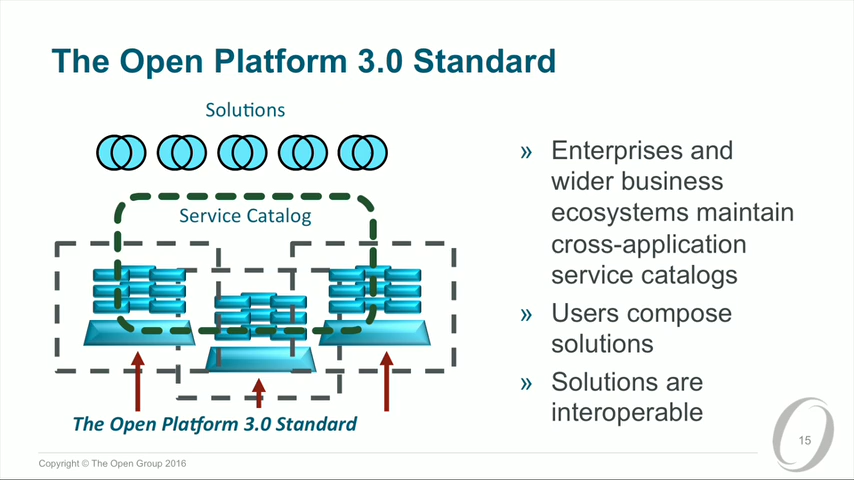 The Open Platform 3.0 Standard
Solutions
Service Catalog
The Open Platform 3.0 Standard
» Enterprises and
wider business
ecosystems maintain
cross-application
service catalogs
» Users compose
solutions
» Solutions are
interoperable
15
Copyright © The Open Group 2016